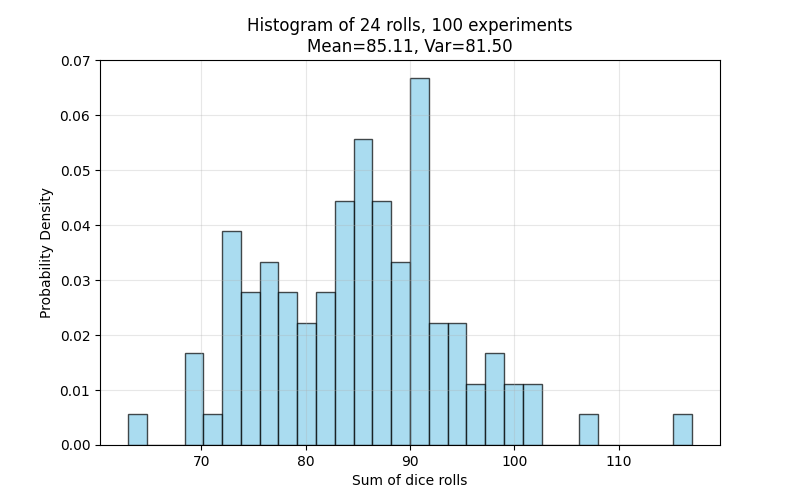 Histogram of 24 rolls, 100 experiments
Mean=85.11, Var=81.50
0.07
0.06
0.05
0.04
0.03
0.02
0.01
0.00
Probability Density
70 80 90 100 110
Sum of dice rolls